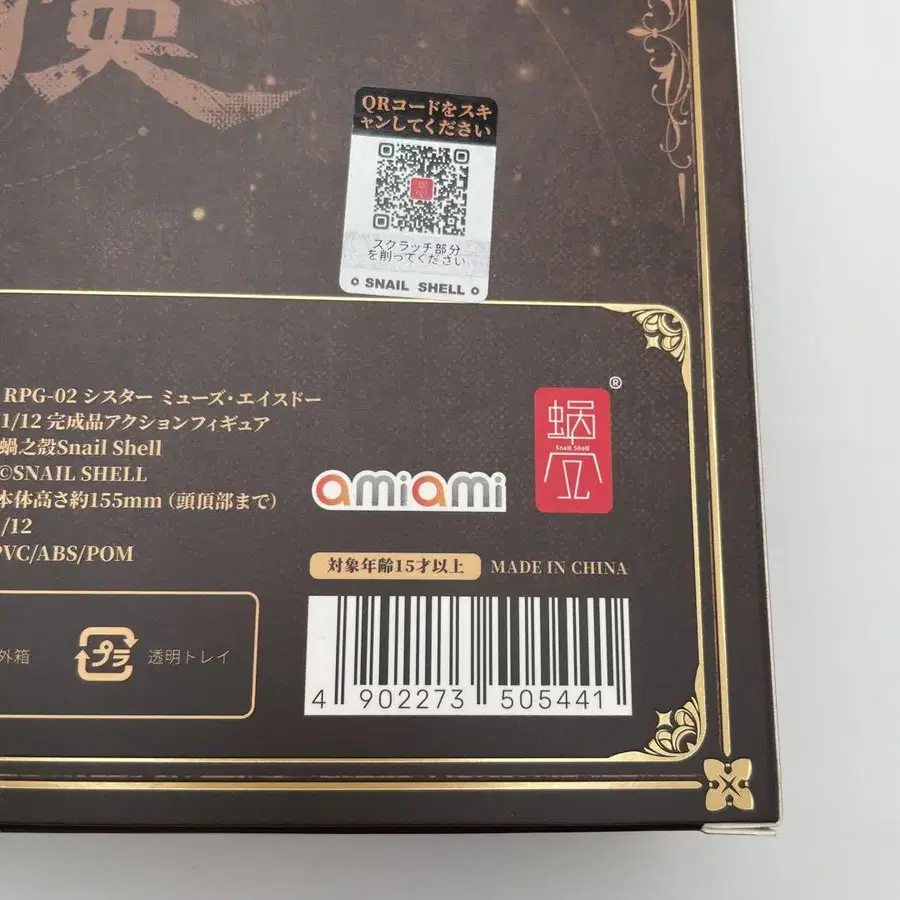 英
QRコードをスキ
ャンしてください
スクラッチ部分
を削ってください
SNAIL SHELL
RPG-02 シスター ミューズ・エイスドー
1/12 完成品アクションフィギュア
蝸之殼Snail Shell
©SNAIL SHELL
本体高さ約155mm（頭頂部まで）
/12
PVC/ABS/POM
amiami
®
蝸
Snail Shell
対象年齢15才以上
MADE IN CHINA
外箱
プラ
透明トレイ
4 902273 505441